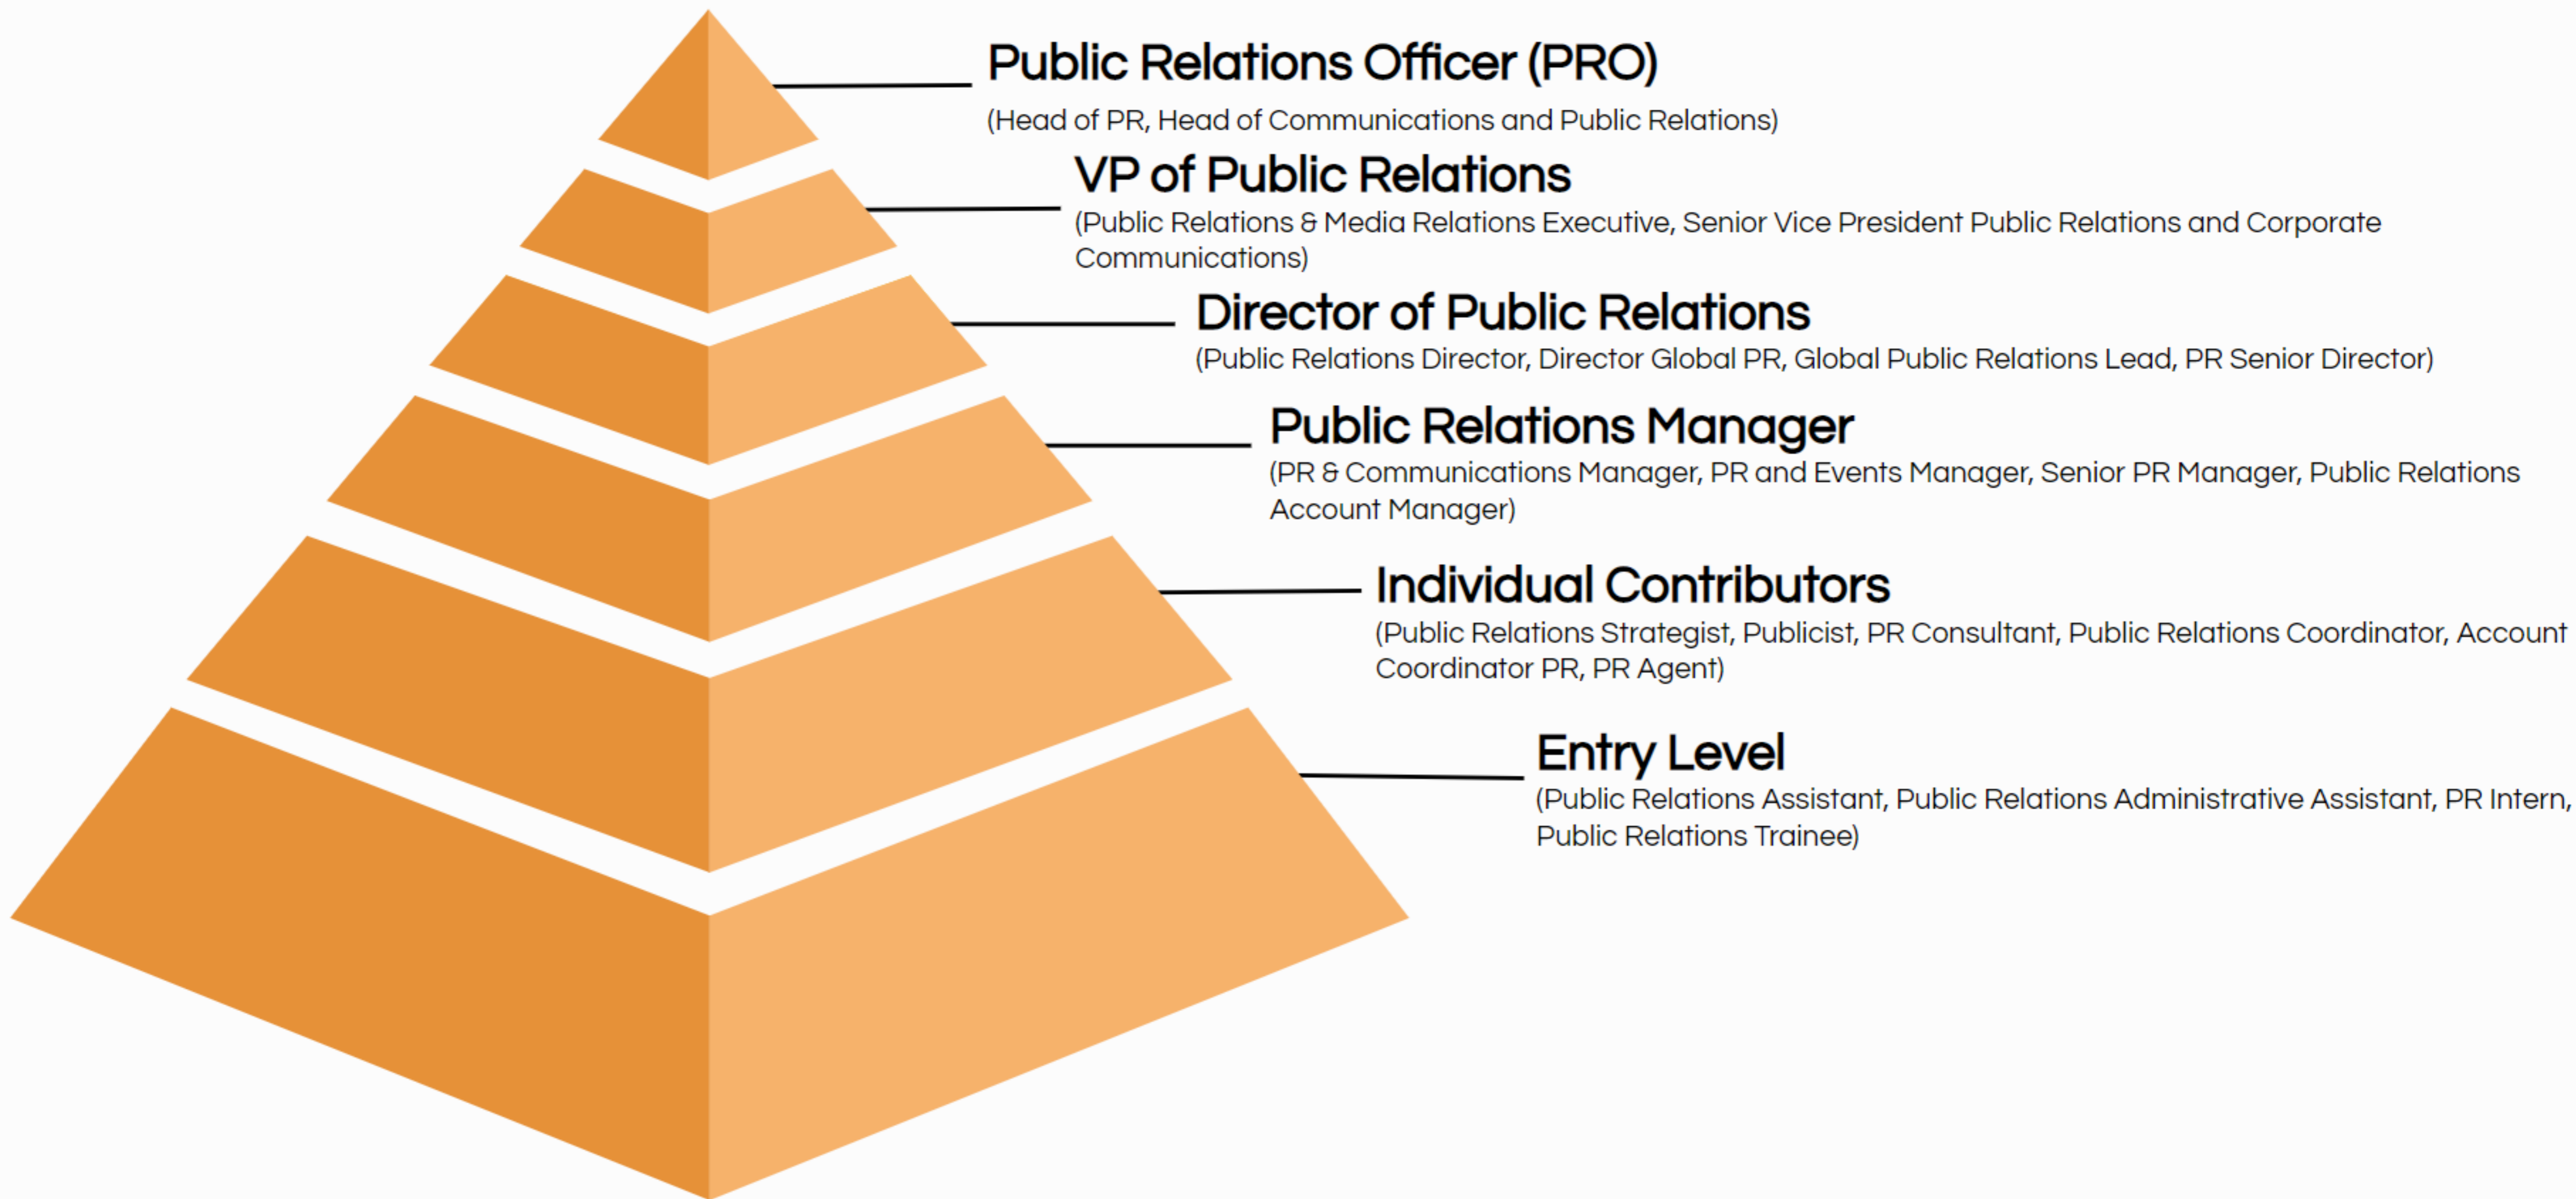 Public Relations Officer (PRO)
(Head of PR, Head of Communications and Public Relations)
VP of Public Relations
(Public Relations & Media Relations Executive, Senior Vice President Public Relations and Corporate
Communications)
Director of Public Relations
(Public Relations Director, Director Global PR, Global Public Relations Lead, PR Senior Director)
Public Relations Manager
(PR & Communications Manager, PR and Events Manager, Senior PR Manager, Public Relations
Account Manager)
Individual Contributors
(Public Relations Strategist, Publicist, PR Consultant, Public Relations Coordinator, Account
Coordinator PR, PR Agent)
Entry Level
(Public Relations Assistant, Public Relations Administrative Assistant, PR Intern,
Public Relations Trainee)